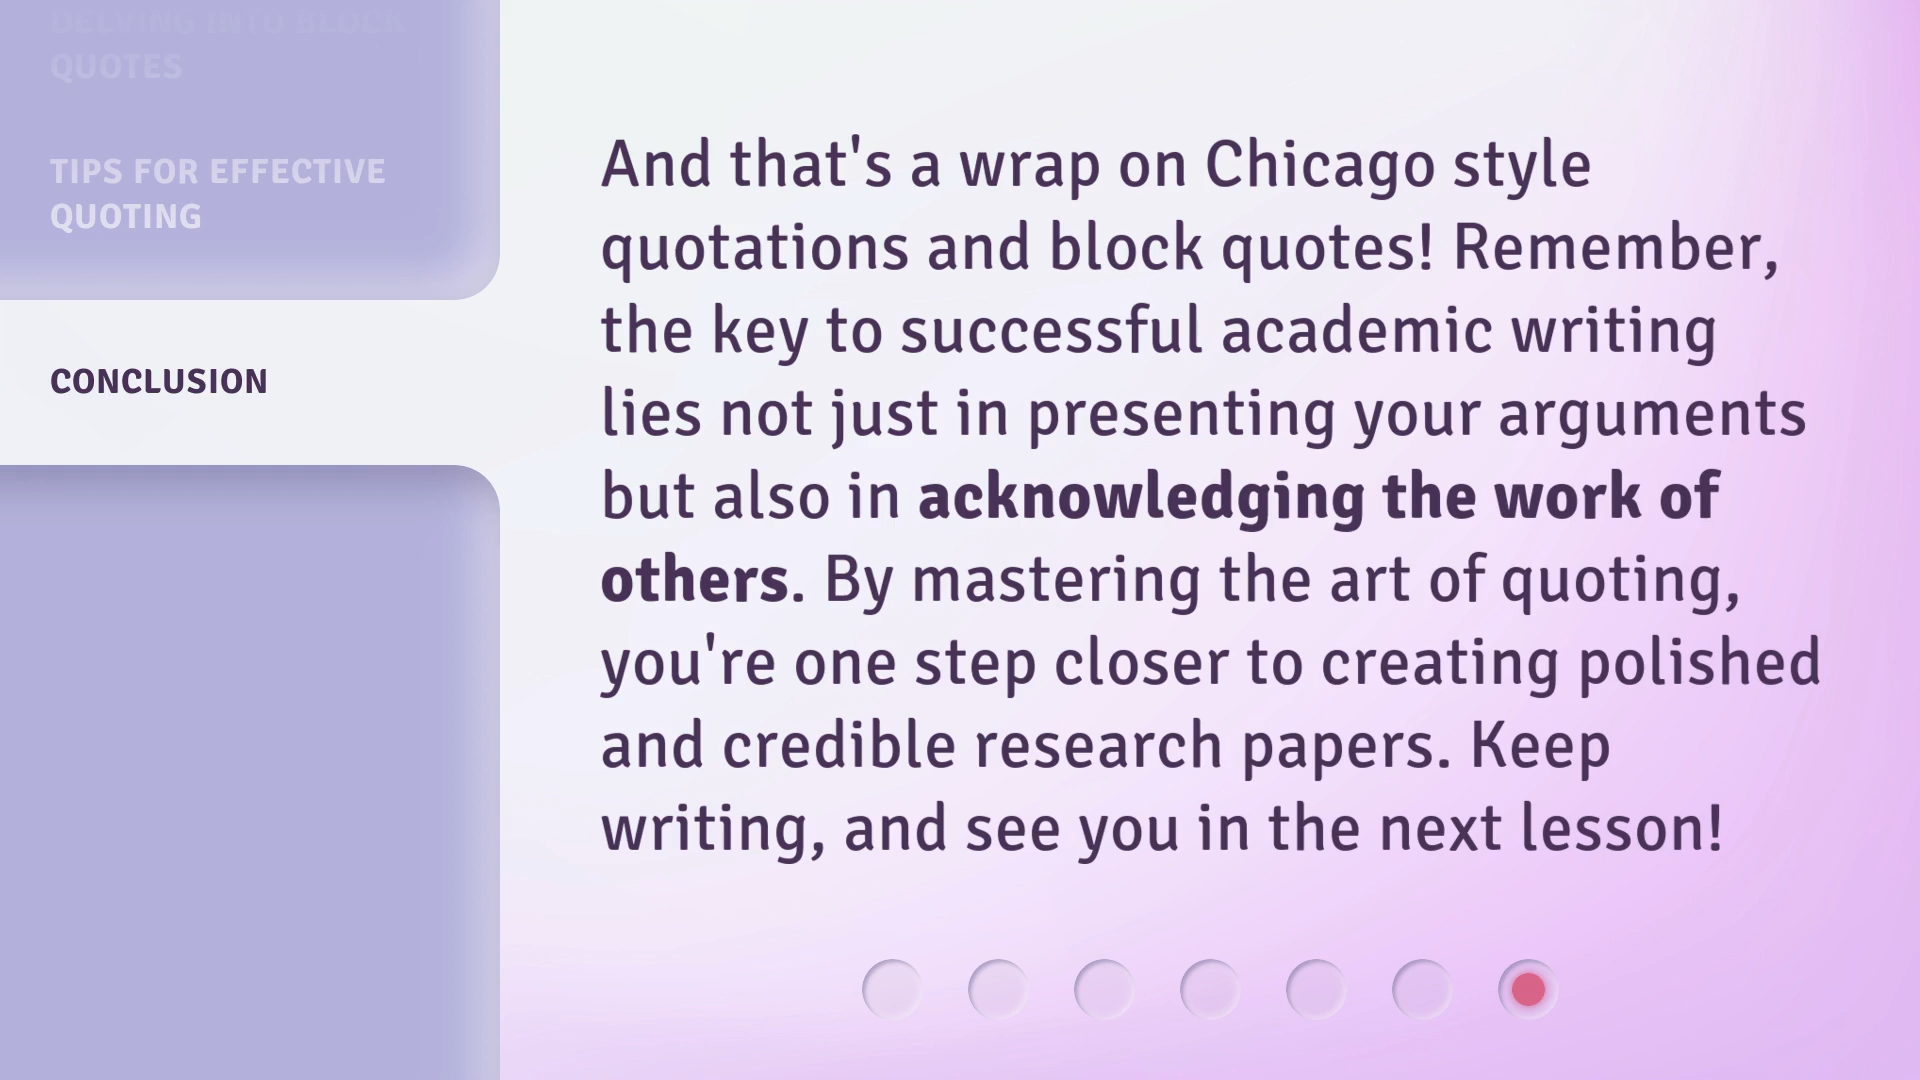 DELVING INTO BLOCK
QUOTES
TIPS FOR EFFECTIVE
QUOTING
CONCLUSION
And that's a wrap on Chicago style
quotations and block quotes! Remember,
the key to successful academic writing
lies not just in presenting your arguments
but also in acknowledging the work of
others. By mastering the art of quoting,
you're one step closer to creating polished
and credible research papers. Keep
writing, and see you in the next lesson!